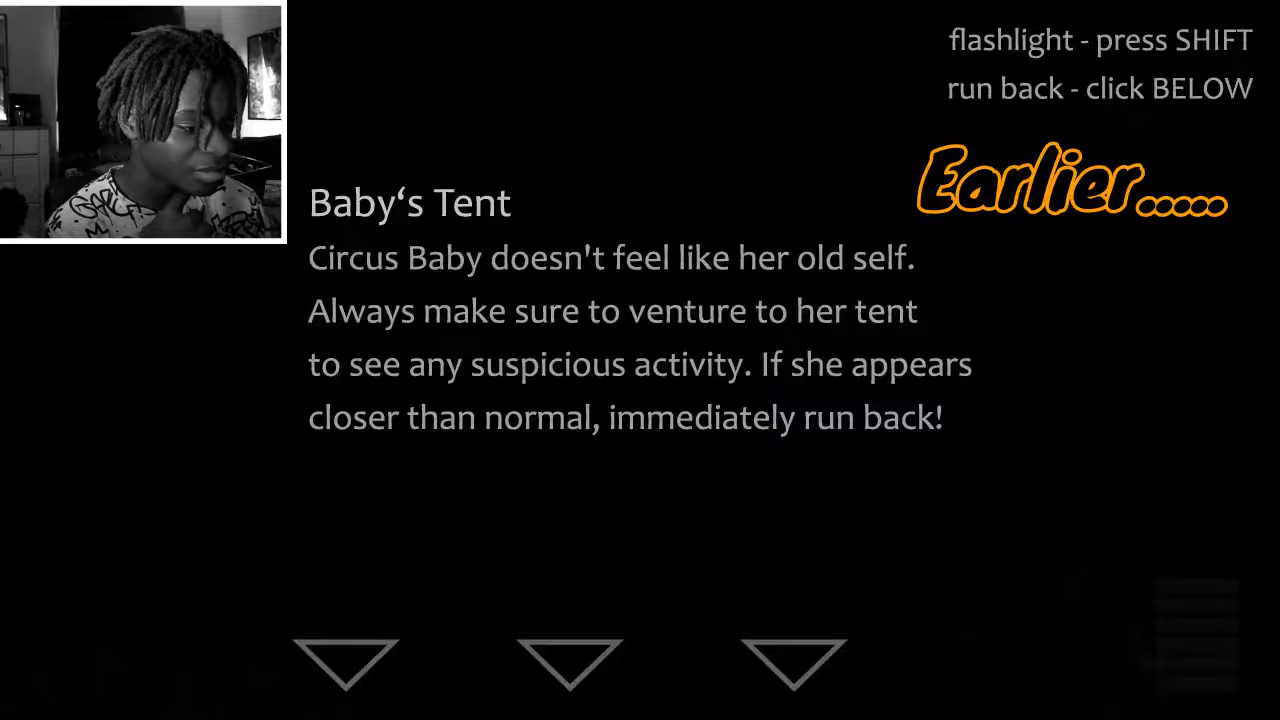 flashlight - press SHIFT
run back - click BELOW
Earlier.....
Baby‘s Tent
Circus Baby doesn't feel like her old self.
Always make sure to venture to her tent
to see any suspicious activity. If she appears
closer than normal, immediately run back!